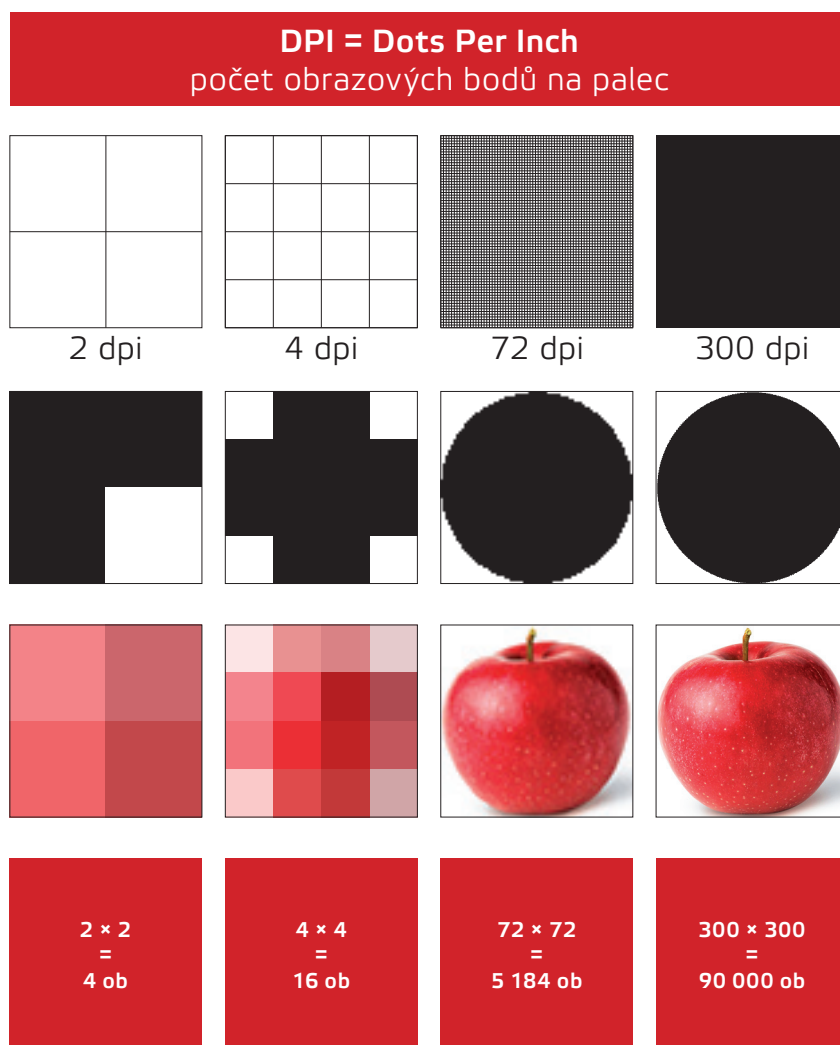 DPI = Dots Per Inch
počet obrazových bodů na palec
2 dpi
4 dpi
72 dpi
300 dpi
2 × 2
=
4 ob
4 × 4
=
16 ob
72 × 72
=
5 184 ob
300 × 300
=
90 000 ob